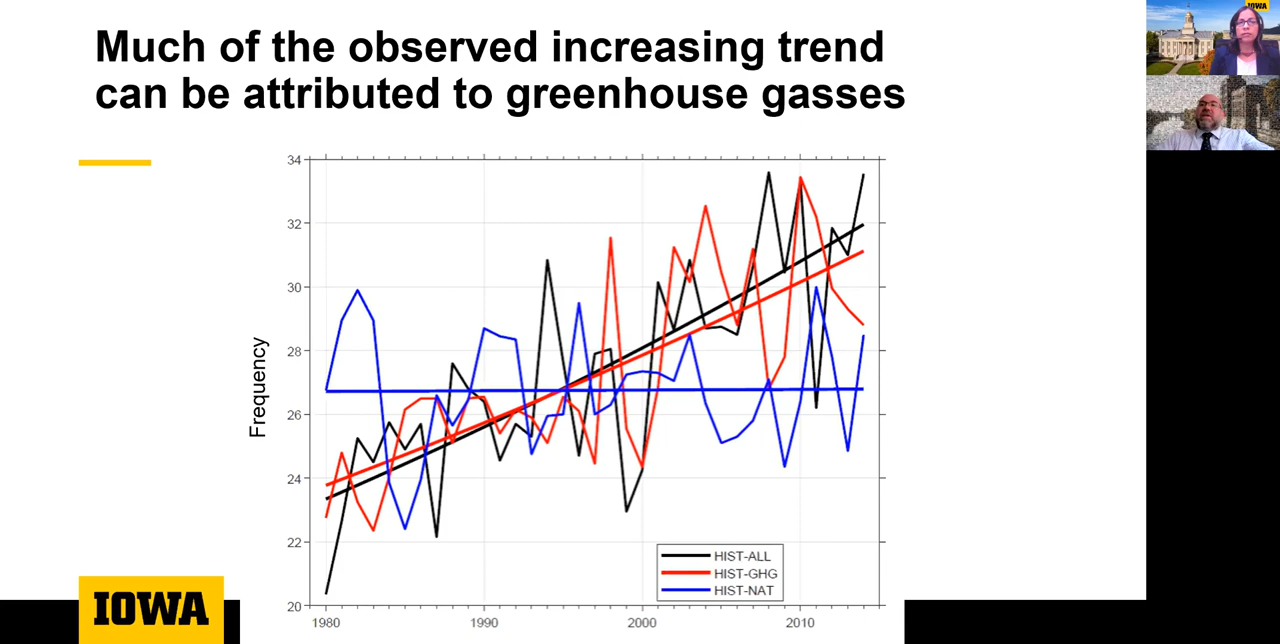 Much of the observed increasing trend
can be attributed to greenhouse gasses
IOWA
34
32
30
28
26
24
22
20
Frequency
HIST-ALL
HIST-GHG
HIST-NAT
1980
1990
2000
2010
IOWA